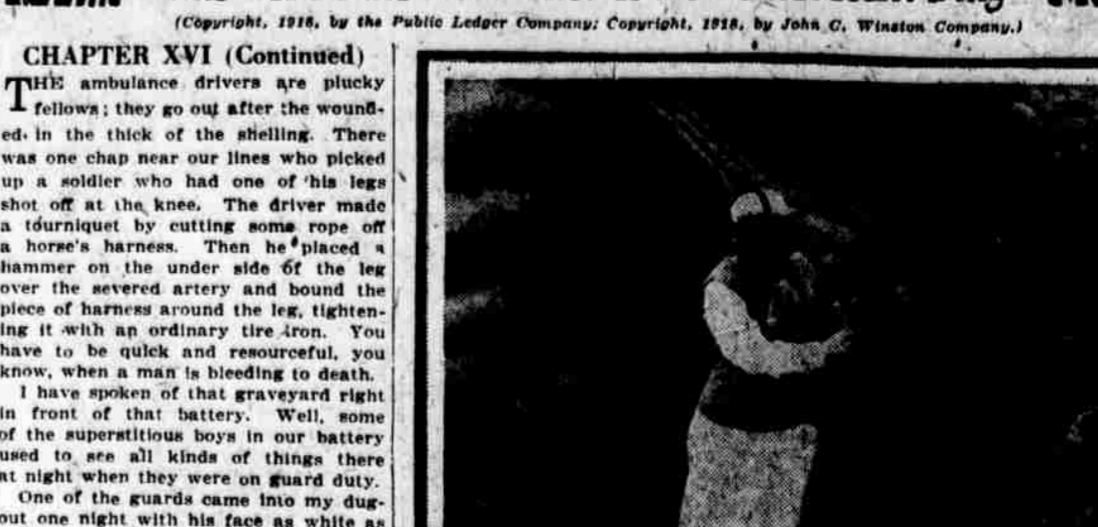 (Copyright, 1918, by the Public Ledger Company; Copyright, 1918, by John C. Winston Company.)
CHAPTER XVI (Continued)
THE ambulance drivers are plucky
fellows; they go out after the wound-
ed in the thick of the shelling. There
was one chap near our lines who picked
up a soldier who had one of his legs
shot off at the knee. The driver made
a tourniquet by cutting some rope off
a horse's harness. Then he placed a
hammer on the under side of the leg
over the severed artery and bound the
piece of harness around the leg, tighten-
ing it with an ordinary tire iron. You
have to be quick and resourceful, you
know, when a man is bleeding to death.
I have spoken of that graveyard right
in front of that battery. Well, some
of the superstitious boys in our battery
used to see all kinds of things there
at night when they were on guard duty.
One of the guards came into my dug-
out one night with his face as white as